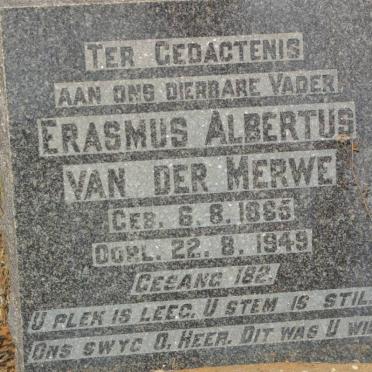 TER GEDACTENIS
AAN ONS DIERBARE VADER
ERASMUS ALBERTUS
VAN DER MERWE
GEB. 6. 8. 1865
OORL. 22. 8. 1949
GESANG 182
U PLEK IS LEEG. U STEM IS STIL.
ONS SWYG O, HEER. DIT WAS U